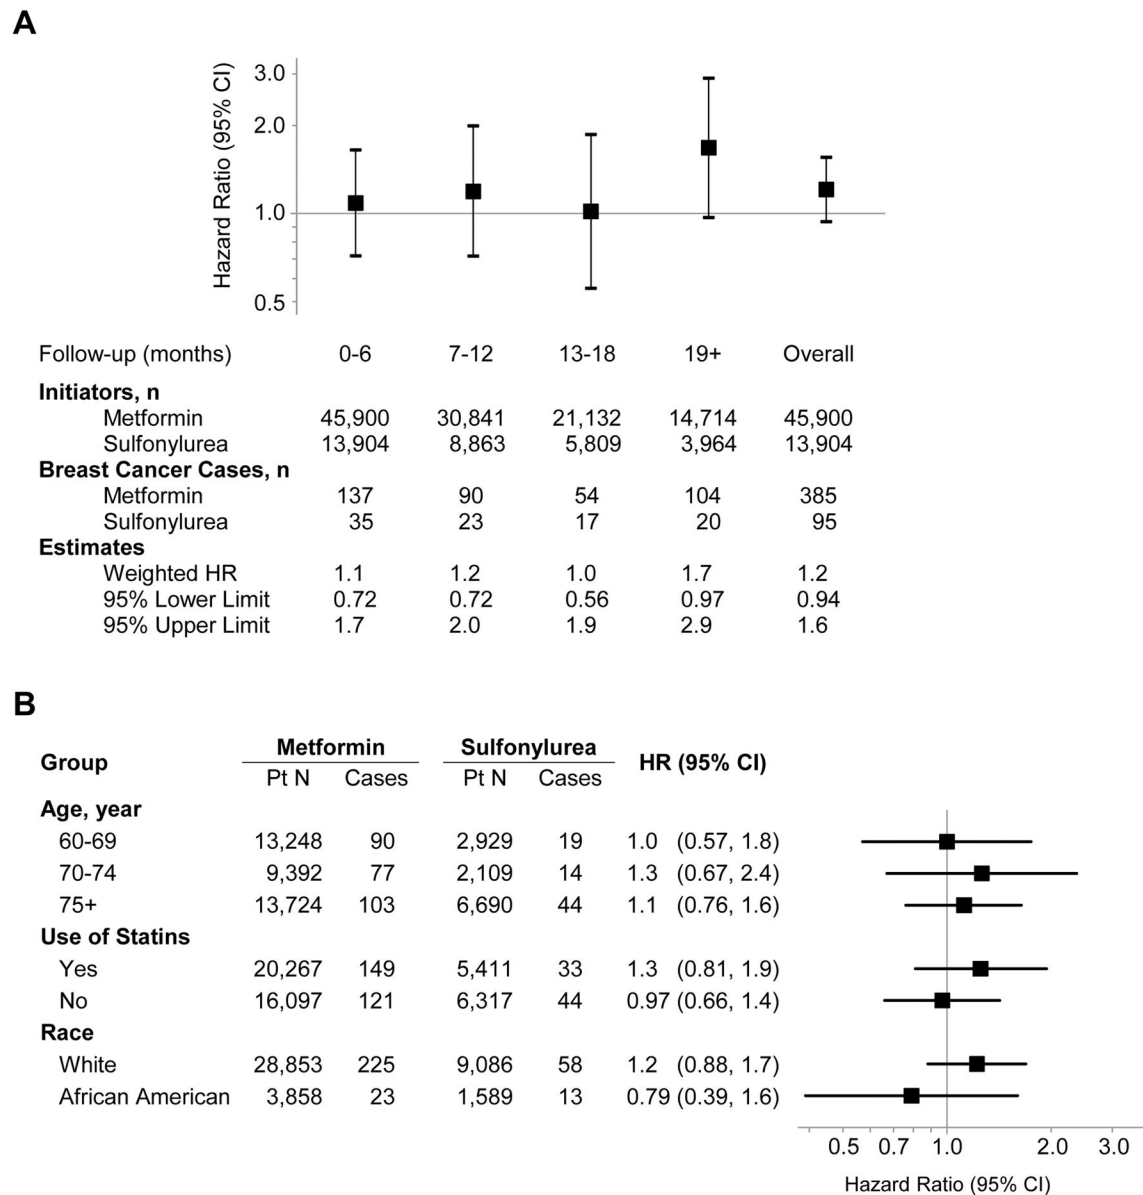 A
Hazard Ratio (95% CI)
3.0
2.0
1.0
0.5
Follow-up (months) 0-6 7-12 13-18 19+ Overall
Initiators, n
Metformin 45,900 30,841 21,132 14,714 45,900
Sulfonylurea 13,904 8,863 5,809 3,964 13,904
Breast Cancer Cases, n
Metformin 137 90 54 104 385
Sulfonylurea 35 23 17 20 95
Estimates
Weighted HR 1.1 1.2 1.0 1.7 1.2
95% Lower Limit 0.72 0.72 0.56 0.97 0.94
95% Upper Limit 1.7 2.0 1.9 2.9 1.6
B
Group Metformin Sulfonylurea HR (95% CI)
Pt N Cases Pt N Cases
Age, year
60-69 13,248 90 2,929 19 1.0 (0.57, 1.8)
70-74 9,392 77 2,109 14 1.3 (0.67, 2.4)
75+ 13,724 103 6,690 44 1.1 (0.76, 1.6)
Use of Statins
Yes 20,267 149 5,411 33 1.3 (0.81, 1.9)
No 16,097 121 6,317 44 0.97 (0.66, 1.4)
Race
White 28,853 225 9,086 58 1.2 (0.88, 1.7)
African American 3,858 23 1,589 13 0.79 (0.39, 1.6)
0.5 0.7 1.0 2.0 3.0
Hazard Ratio (95% CI)